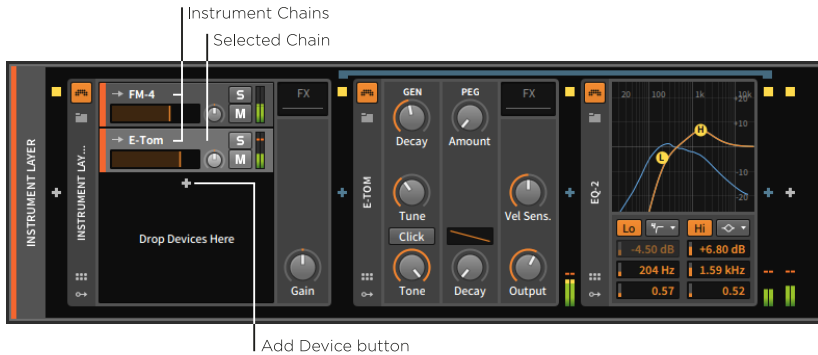 Instrument Chains
Selected Chain
INSTRUMENT LAYER
INSTRUMENT LAY...
FM-4
S
M
E-Tom
S
M
Drop Devices Here
FX
Gain
E-TOM
GEN
PEG
FX
Decay
Amount
Tune
Vel Sens.
Click
Tone
Decay
Output
EQ-2
20
100
1k
10k
+20
+10
-10
-20
L
H
Lo
Hi
-4.50 dB
+6.80 dB
204 Hz
1.59 kHz
0.57
0.52
Add Device button